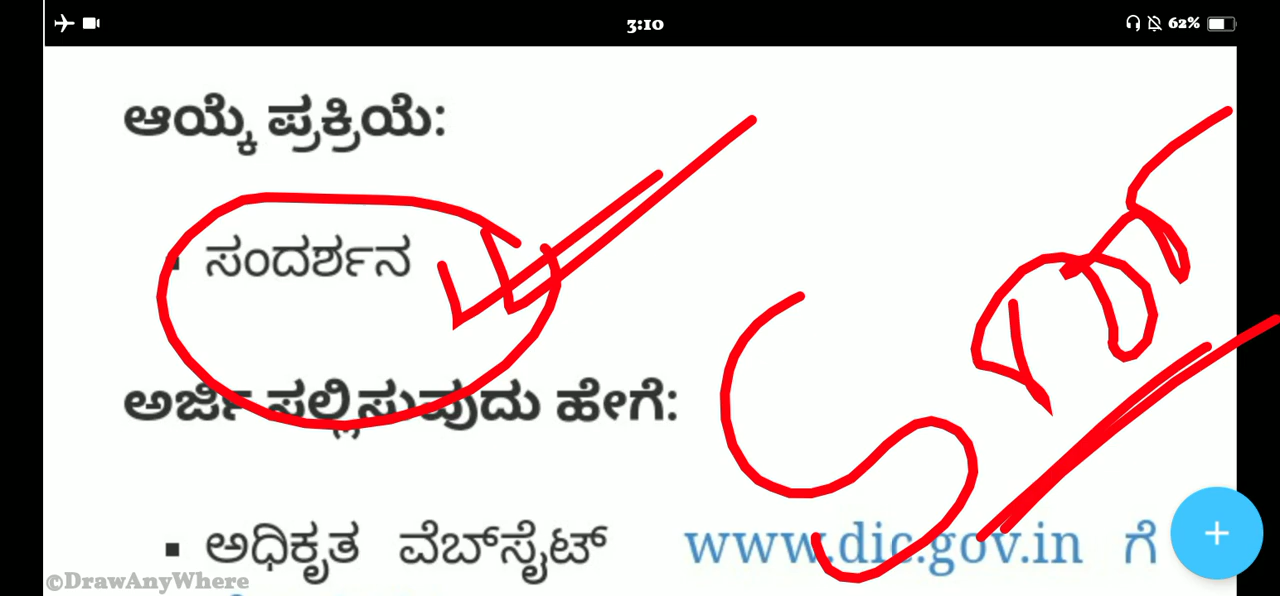 3:10 62%
ಆಯ್ಕೆ ಪ್ರಕ್ರಿಯೆ:
ಸಂದರ್ಶನ
ಅರ್ಜಿ ಸಲ್ಲಿಸುವುದು ಹೇಗೆ:
▪ ಅಧಿಕೃತ ವೆಬ್‌ಸೈಟ್ www.dic.gov.in ಗೆ
©DrawAnyWhere